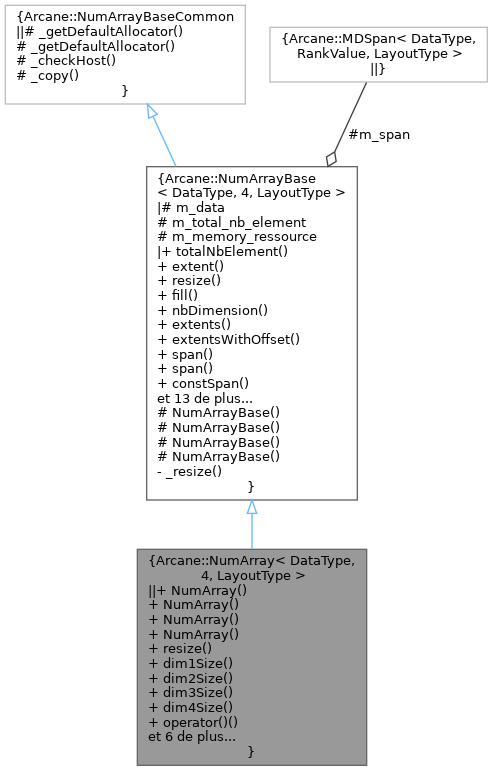 {Arcane::NumArrayBaseCommon
||# _getDefaultAllocator()
# _getDefaultAllocator()
# _checkHost()
# _copy()
}
{Arcane::MDSpan< DataType,
RankValue, LayoutType >
||}
#m_span
{Arcane::NumArrayBase
< DataType, 4, LayoutType >
|# m_data
# m_total_nb_element
# m_memory_ressource
|+ totalNbElement()
+ extent()
+ resize()
+ fill()
+ nbDimension()
+ extents()
+ extentsWithOffset()
+ span()
+ span()
+ constSpan()
et 13 de plus...
# NumArrayBase()
# NumArrayBase()
# NumArrayBase()
# NumArrayBase()
- _resize()
}
{Arcane::NumArray< DataType,
4, LayoutType >
||+ NumArray()
+ NumArray()
+ NumArray()
+ NumArray()
+ resize()
+ dim1Size()
+ dim2Size()
+ dim3Size()
+ dim4Size()
+ operator()()
et 6 de plus...
}